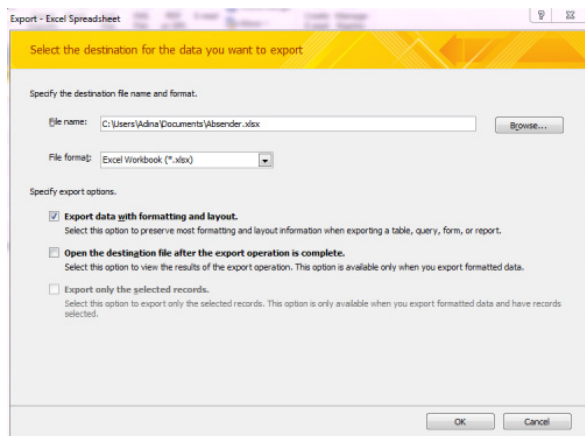 Export - Excel Spreadsheet
Select the destination for the data you want to export
Specify the destination file name and format.
File name:
C:\Users\Adina\Documents\Absender.xlsx
Browse...
File format:
Excel Workbook (*.xlsx)
Specify export options.
Export data with formatting and layout.
Select this option to preserve most formatting and layout information when exporting a table, query, form, or report.
Open the destination file after the export operation is complete.
Select this option to view the results of the export operation. This option is available only when you export formatted data.
Export only the selected records.
Select this option to export only the selected records. This option is only available when you export formatted data and have records
selected.
OK
Cancel